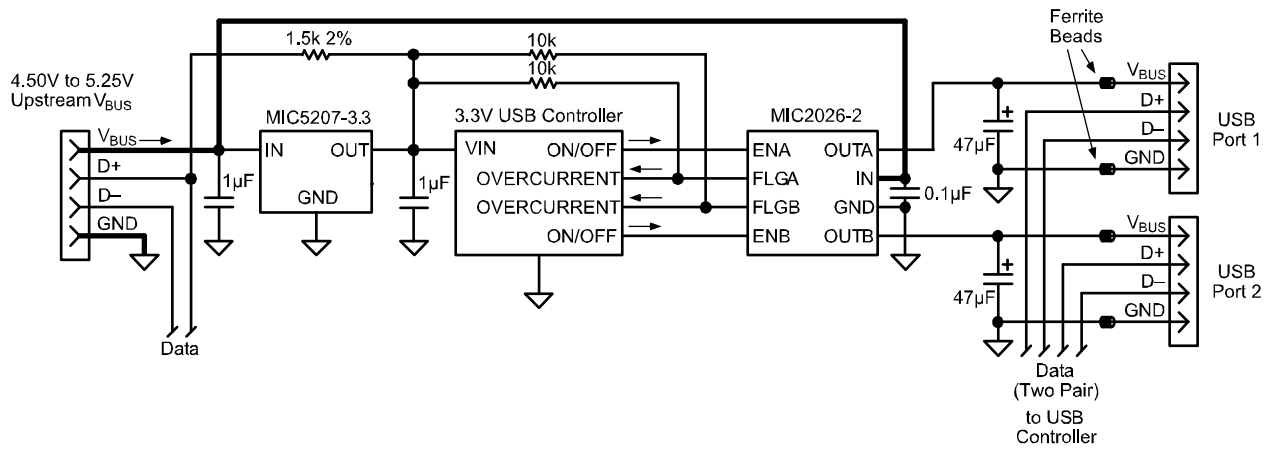 Ferrite
Beads
1.5k 2%
10k
10k
4.50V to 5.25V
Upstream VBUS
VBUS
D+
D–
GND
Data
1µF
MIC5207-3.3
IN
OUT
GND
1µF
3.3V USB Controller
VIN
ON/OFF
OVERCURRENT
OVERCURRENT
ON/OFF
MIC2026-2
ENA
OUTA
FLGA
IN
FLGB
GND
ENB
OUTB
0.1µF
47µF
VBUS
D+
D–
GND
USB
Port 1
47µF
VBUS
D+
D–
GND
USB
Port 2
Data
(Two Pair)
to USB
Controller